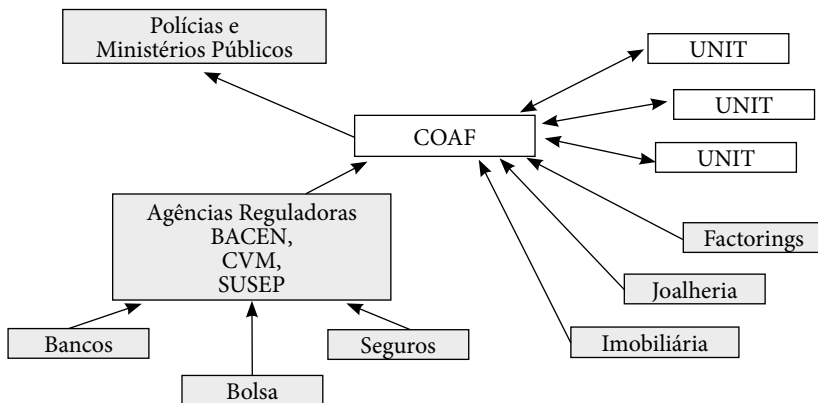 Polícias e
Ministérios Públicos
UNIT
UNIT
COAF
UNIT
Agências Reguladoras
BACEN,
CVM,
SUSEP
Factorings
Joalheria
Bancos
Seguros
Imobiliária
Bolsa